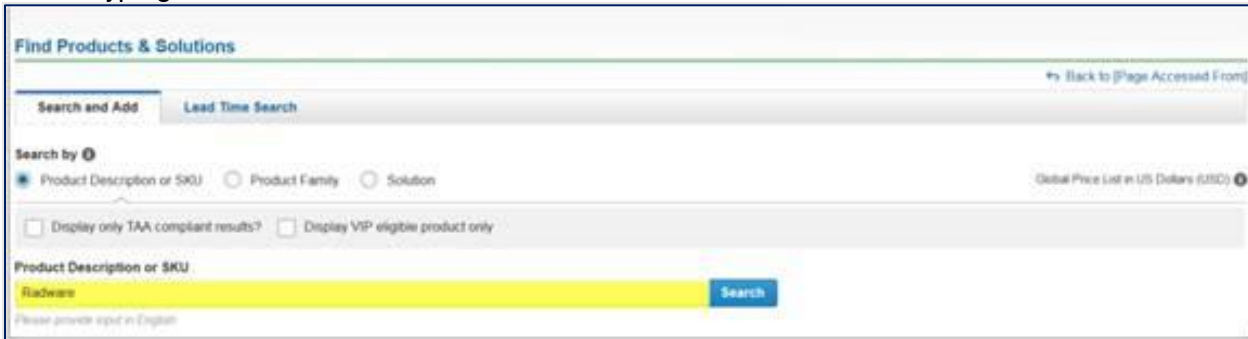 Find Products & Solutions
Back to [Page Accessed From]
Search and Add Lead Time Search
Search by
Product Description or SKU Product Family Solution Global Price List in US Dollars (USD)
Display only TAA compliant results? Display VIP eligible product only
Product Description or SKU
Radware Search
Please provide input in English